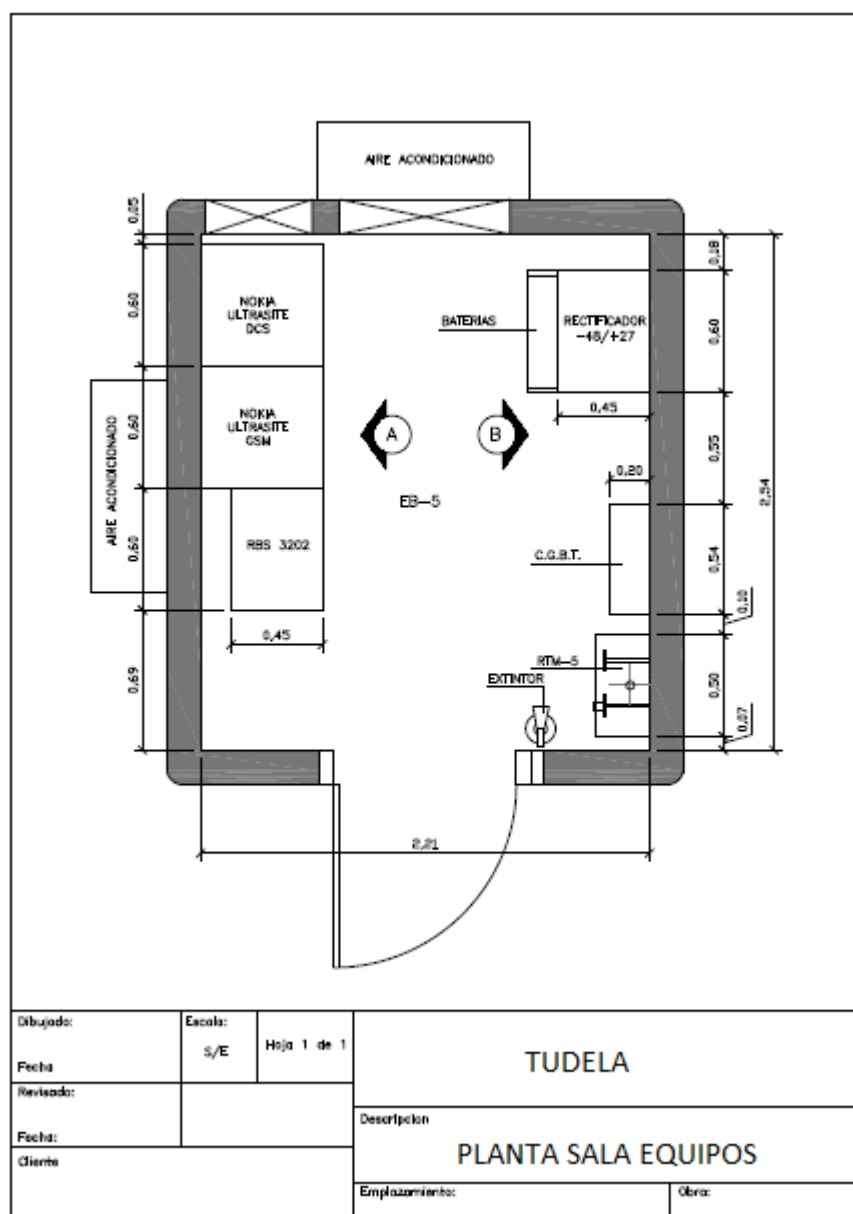 AIRE ACONDICIONADO
0,05
0,18
0,60
NOKIA
ULTRASITE
DCS
BATERIAS
RECTIFICADOR
-48/+27
0,60
0,45
AIRE ACONDICIONADO
0,60
NOKIA
ULTRASITE
GSM
A
B
0,55
0,20
2,54
EB-5
0,60
RBS 3202
C.G.B.T.
0,54
0,10
0,45
0,69
RTM-5
EXTINTOR
0,50
0,07
2,21
Dibujado:
Fecha
Escala:
S/E
Hoja 1 de 1
TUDELA
Revisado:
Fecha:
Descripcion
PLANTA SALA EQUIPOS
Cliente
Emplazamiento:
Obra: